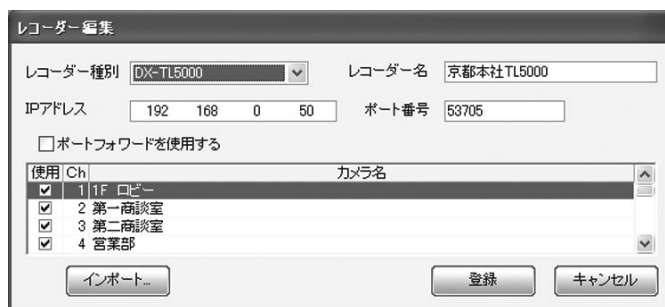 レコーダー編集
レコーダー種別 DX-TL5000 レコーダー名 京都本社TL5000
IPアドレス 192 168 0 50 ポート番号 53705
ポートフォワードを使用する
使用 Ch カメラ名
1 1F ロビー
2 第一商談室
3 第二商談室
4 営業部
インポート... 登録 キャンセル